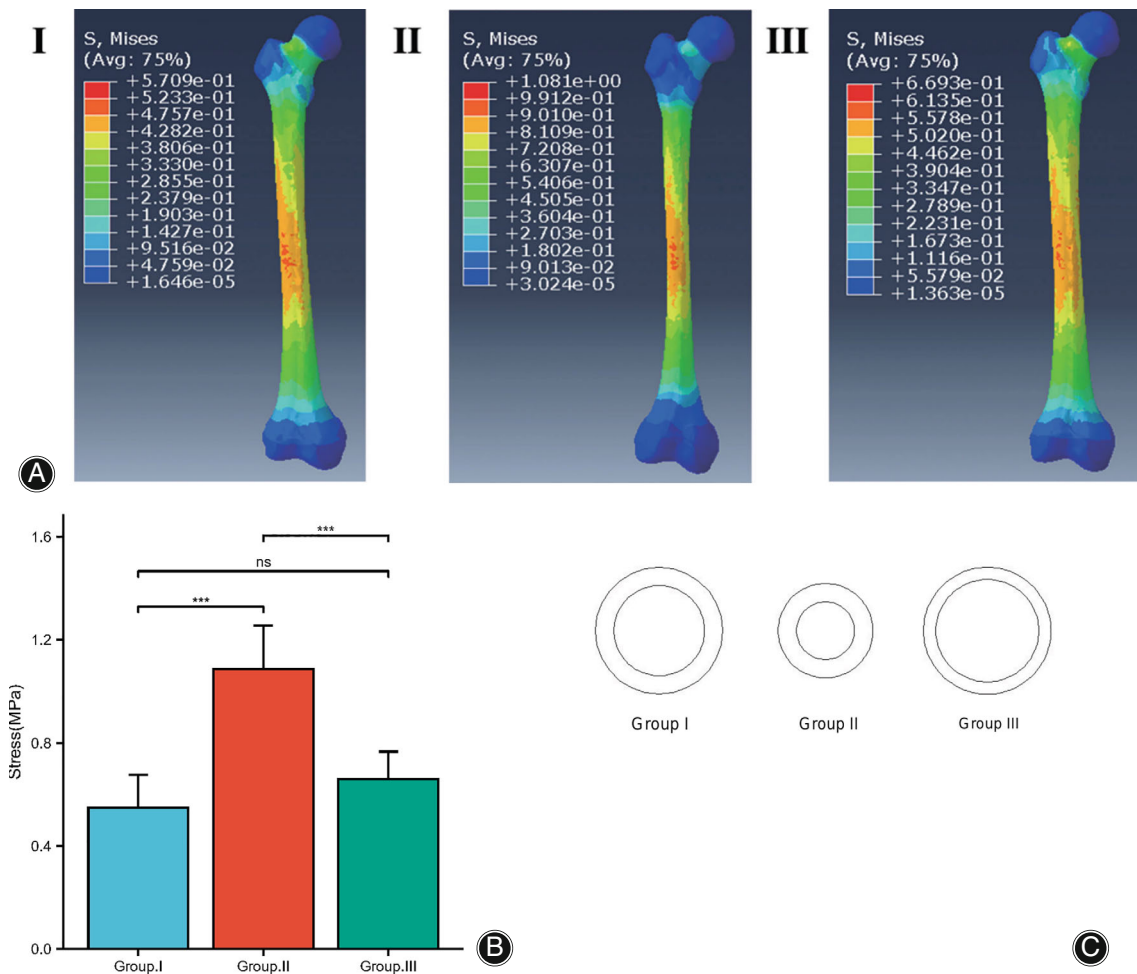 I
S, Mises
(Avg: 75%)
+5.709e-01
+5.233e-01
+4.757e-01
+4.282e-01
+3.806e-01
+3.330e-01
+2.855e-01
+2.379e-01
+1.903e-01
+1.427e-01
+9.516e-02
+4.759e-02
+1.646e-05
II
S, Mises
(Avg: 75%)
+1.081e+00
+9.912e-01
+9.010e-01
+8.109e-01
+7.208e-01
+6.307e-01
+5.406e-01
+4.505e-01
+3.604e-01
+2.703e-01
+1.802e-01
+9.013e-02
+3.024e-05
III
S, Mises
(Avg: 75%)
+6.693e-01
+6.135e-01
+5.578e-01
+5.020e-01
+4.462e-01
+3.904e-01
+3.347e-01
+2.789e-01
+2.231e-01
+1.673e-01
+1.116e-01
+5.579e-02
+1.363e-05
A
Stress(MPa)
1.6
1.2
0.8
0.4
0.0
***
ns
***
Group.I
Group.II
Group.III
B
Group I
Group II
Group III
C